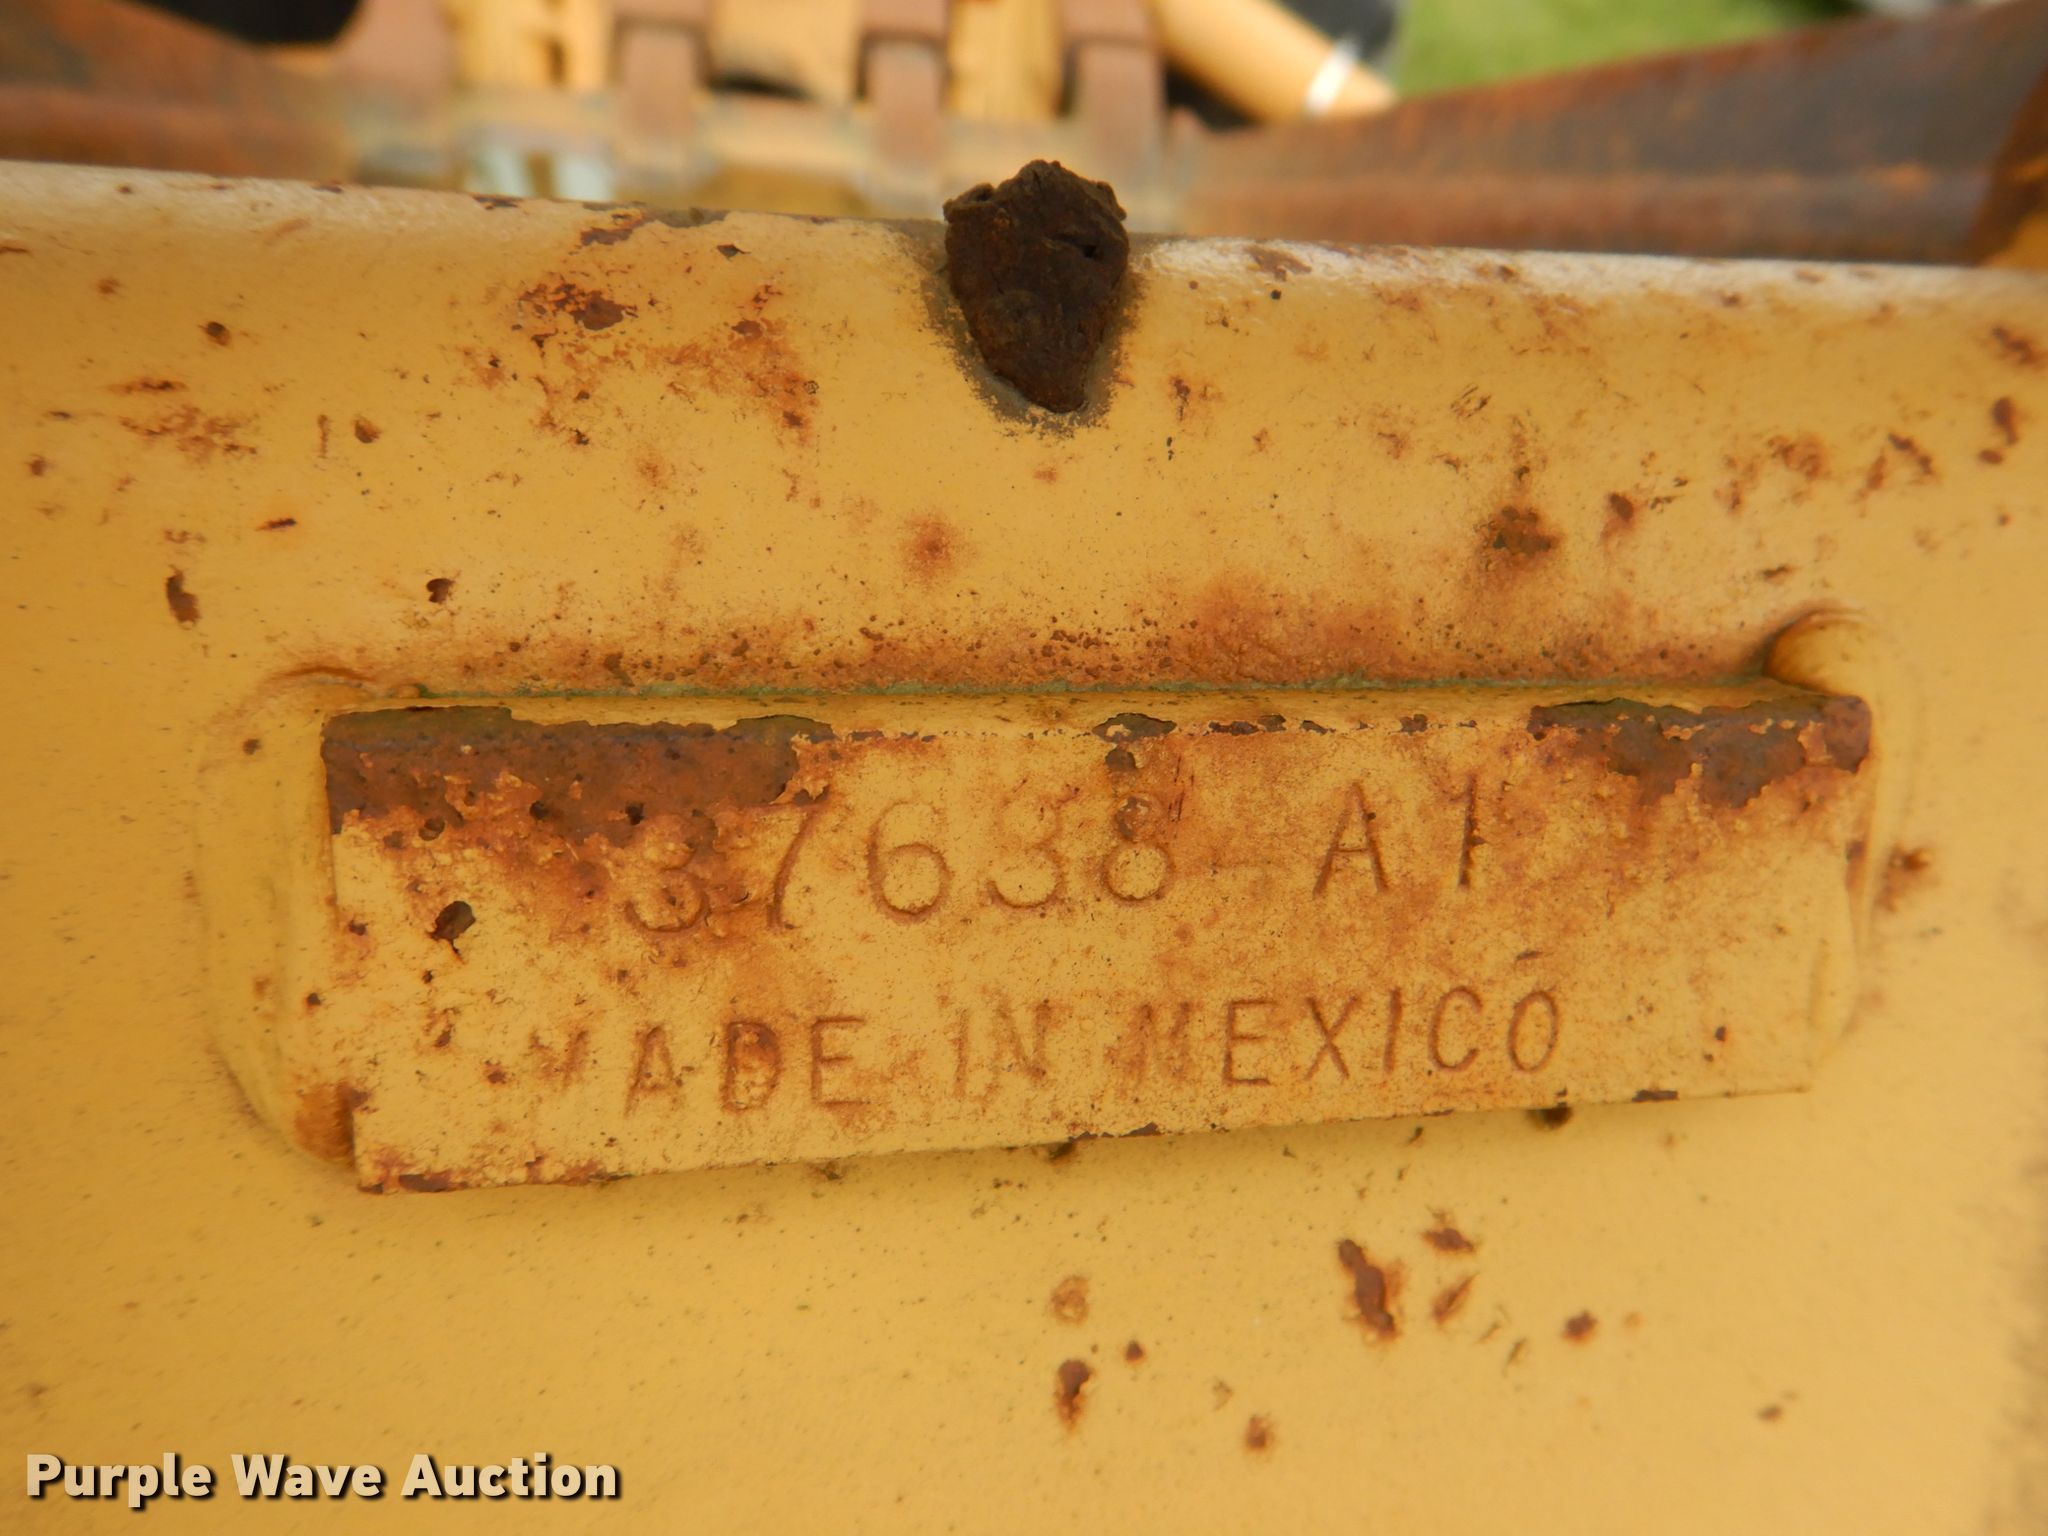 37638 A1
MADE IN MEXICO
Purple Wave Auction